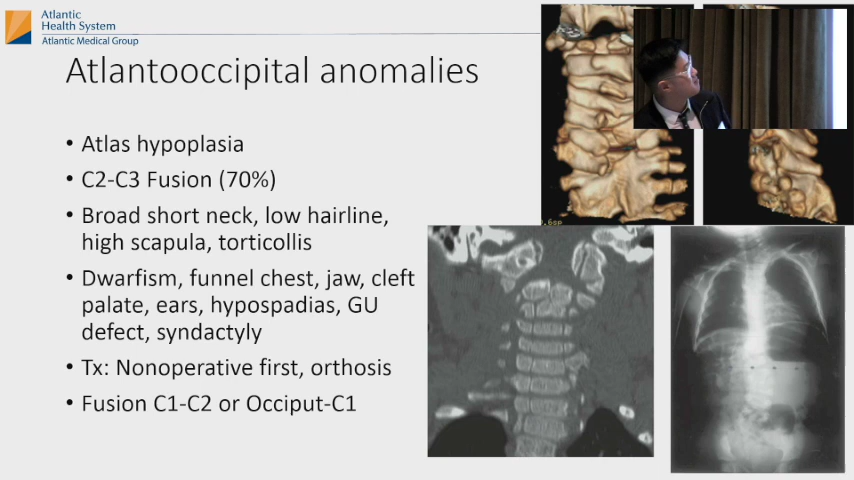 Atlantic
Health System
Atlantic Medical Group
Atlantooccipital anomalies
• Atlas hypoplasia
• C2-C3 Fusion (70%)
• Broad short neck, low hairline,
high scapula, torticollis
• Dwarfism, funnel chest, jaw, cleft
palate, ears, hypospadias, GU
defect, syndactyly
• Tx: Nonoperative first, orthosis
• Fusion C1-C2 or Occiput-C1